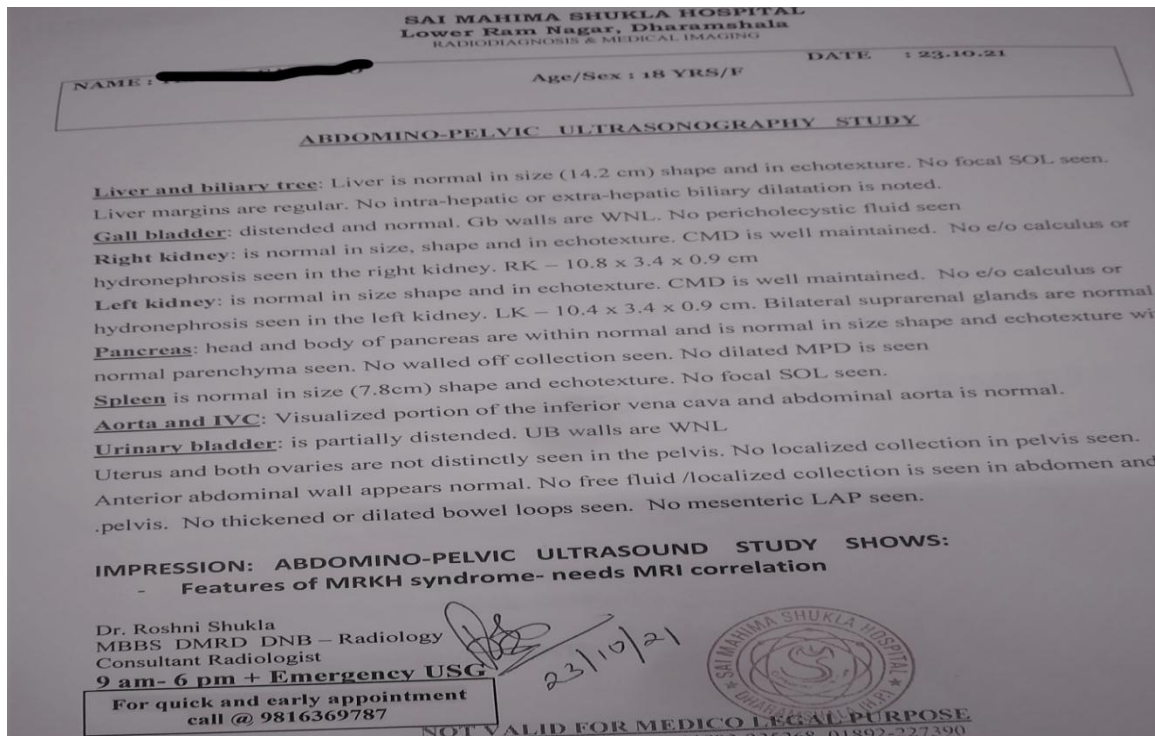 SAI MAHIMA SHUKLA HOSPITAL
Lower Ram Nagar, Dharamshala
RADIODIAGNOSIS & MEDICAL IMAGING
NAME :
Age/Sex : 18 YRS/F
DATE : 23.10.21
ABDOMINO-PELVIC ULTRASONOGRAPHY STUDY
Liver and biliary tree: Liver is normal in size (14.2 cm) shape and in echotexture. No focal SOL seen.
Liver margins are regular. No intra-hepatic or extra-hepatic biliary dilatation is noted.
Gall bladder: distended and normal. Gb walls are WNL. No pericholecystic fluid seen
Right kidney: is normal in size, shape and in echotexture. CMD is well maintained. No e/o calculus or
hydronephrosis seen in the right kidney. RK – 10.8 x 3.4 x 0.9 cm
Left kidney: is normal in size shape and in echotexture. CMD is well maintained. No e/o calculus or
hydronephrosis seen in the left kidney. LK – 10.4 x 3.4 x 0.9 cm. Bilateral suprarenal glands are normal
Pancreas: head and body of pancreas are within normal and is normal in size shape and echotexture wi
normal parenchyma seen. No walled off collection seen. No dilated MPD is seen
Spleen is normal in size (7.8cm) shape and echotexture. No focal SOL seen.
Aorta and IVC: Visualized portion of the inferior vena cava and abdominal aorta is normal.
Urinary bladder: is partially distended. UB walls are WNL
Uterus and both ovaries are not distinctly seen in the pelvis. No localized collection in pelvis seen.
Anterior abdominal wall appears normal. No free fluid /localized collection is seen in abdomen and
.pelvis. No thickened or dilated bowel loops seen. No mesenteric LAP seen.
IMPRESSION: ABDOMINO-PELVIC ULTRASOUND STUDY SHOWS:
- Features of MRKH syndrome- needs MRI correlation
Dr. Roshni Shukla
MBBS DMRD DNB – Radiology
Consultant Radiologist
9 am- 6 pm + Emergency USG
23/10/21
SAI MAHIMA SHUKLA HOSPITAL
DHARAMSHALA (H.P.)
For quick and early appointment
call @ 9816369787
NOT VALID FOR MEDICO LEGAL PURPOSE
01892-227390